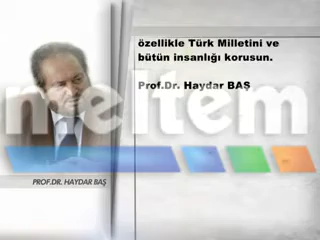 özellikle Türk Milletini ve
bütün insanlığı korusun.
Prof.Dr. Haydar BAŞ
meltem
PROF.DR. HAYDAR BAŞ